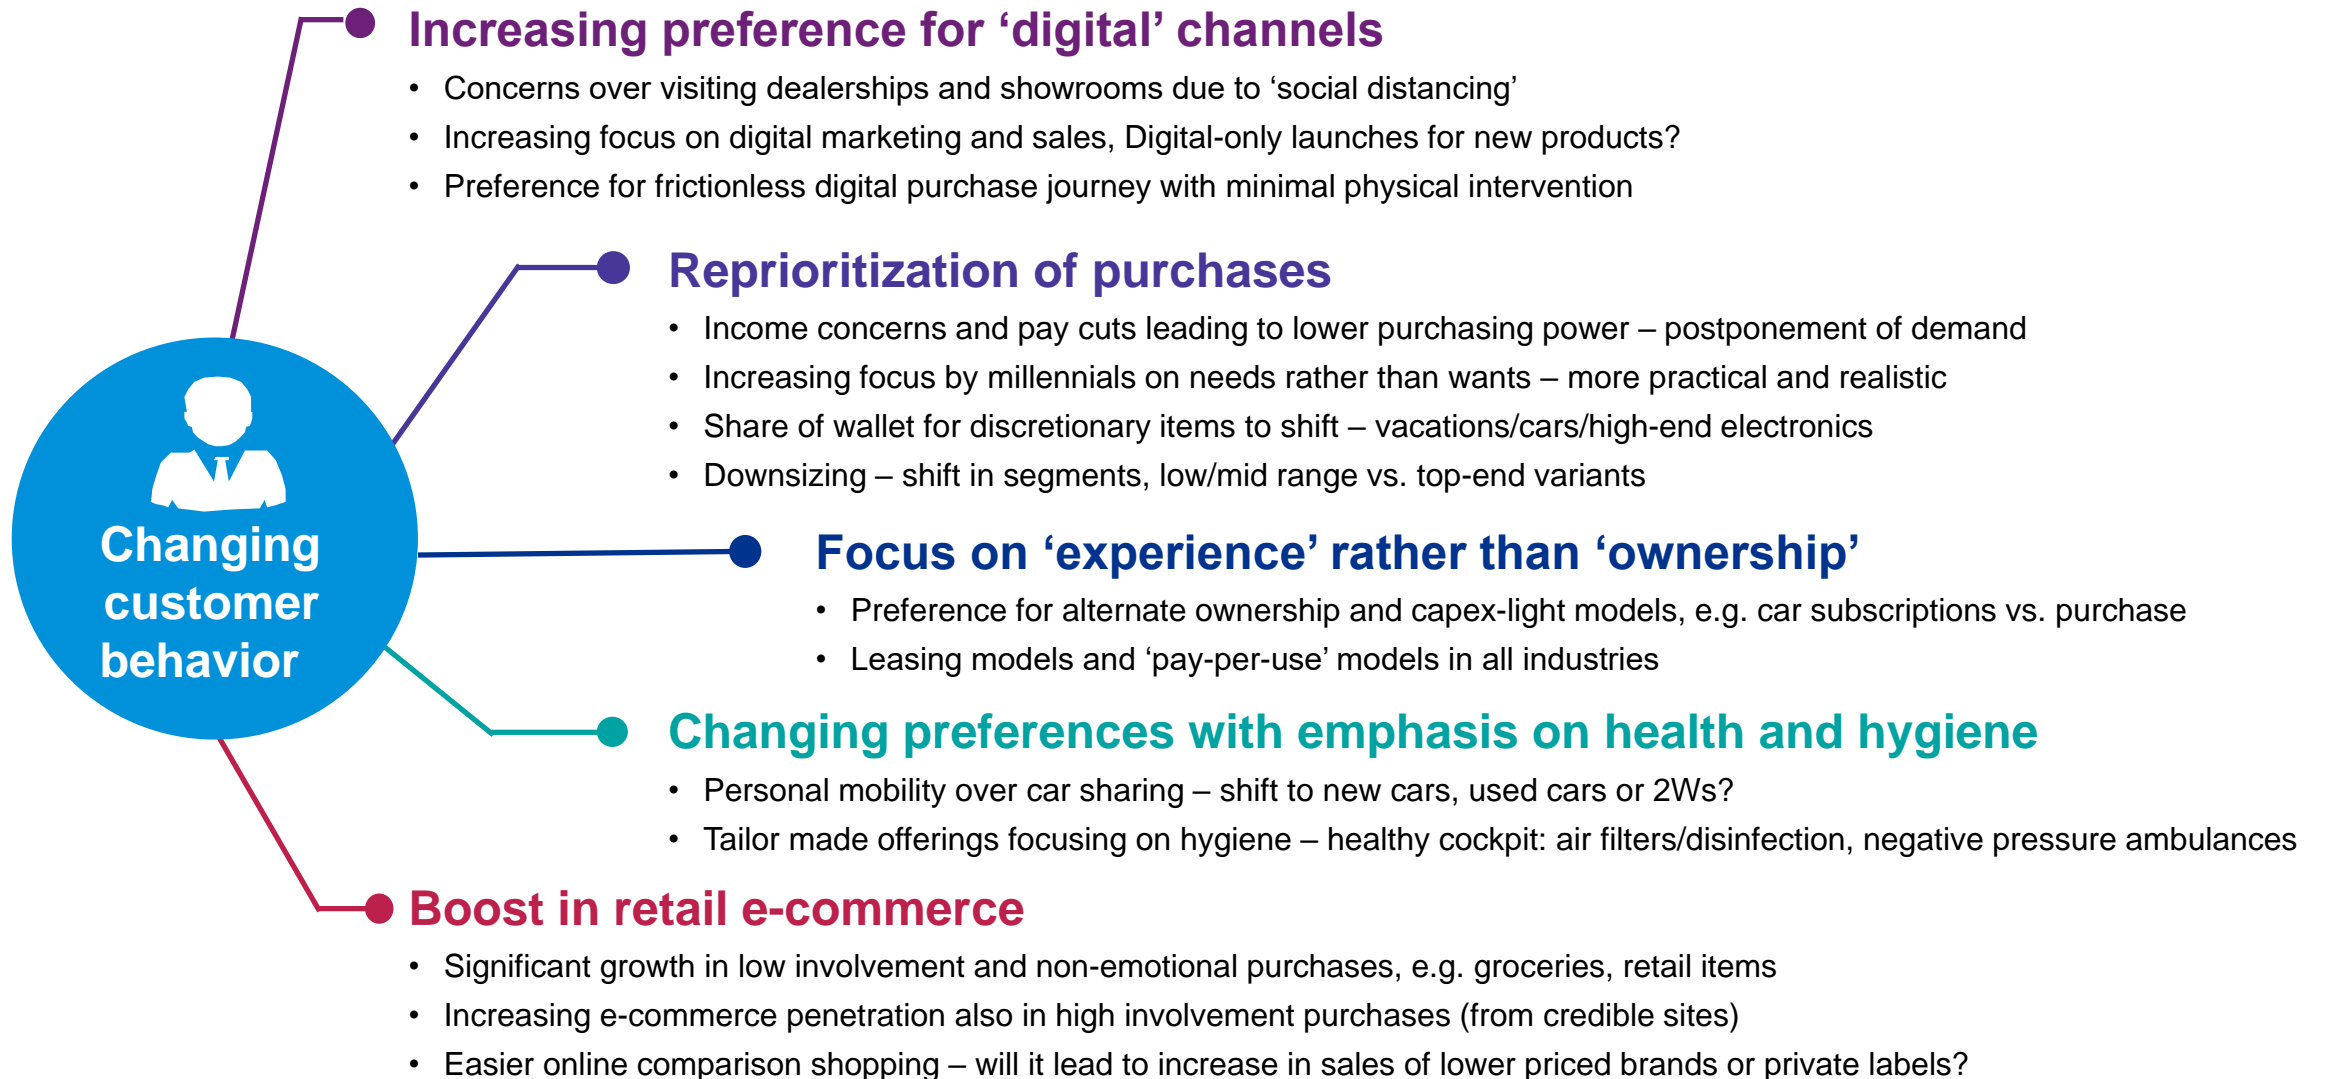 Increasing preference for ‘digital’ channels
• Concerns over visiting dealerships and showrooms due to ‘social distancing’
• Increasing focus on digital marketing and sales, Digital-only launches for new products?
• Preference for frictionless digital purchase journey with minimal physical intervention
Reprioritization of purchases
• Income concerns and pay cuts leading to lower purchasing power – postponement of demand
• Increasing focus by millennials on needs rather than wants – more practical and realistic
• Share of wallet for discretionary items to shift – vacations/cars/high-end electronics
• Downsizing – shift in segments, low/mid range vs. top-end variants
Changing
customer
behavior
Focus on ‘experience’ rather than ‘ownership’
• Preference for alternate ownership and capex-light models, e.g. car subscriptions vs. purchase
• Leasing models and ‘pay-per-use’ models in all industries
Changing preferences with emphasis on health and hygiene
• Personal mobility over car sharing – shift to new cars, used cars or 2Ws?
• Tailor made offerings focusing on hygiene – healthy cockpit: air filters/disinfection, negative pressure ambulances
Boost in retail e-commerce
• Significant growth in low involvement and non-emotional purchases, e.g. groceries, retail items
• Increasing e-commerce penetration also in high involvement purchases (from credible sites)
• Easier online comparison shopping – will it lead to increase in sales of lower priced brands or private labels?